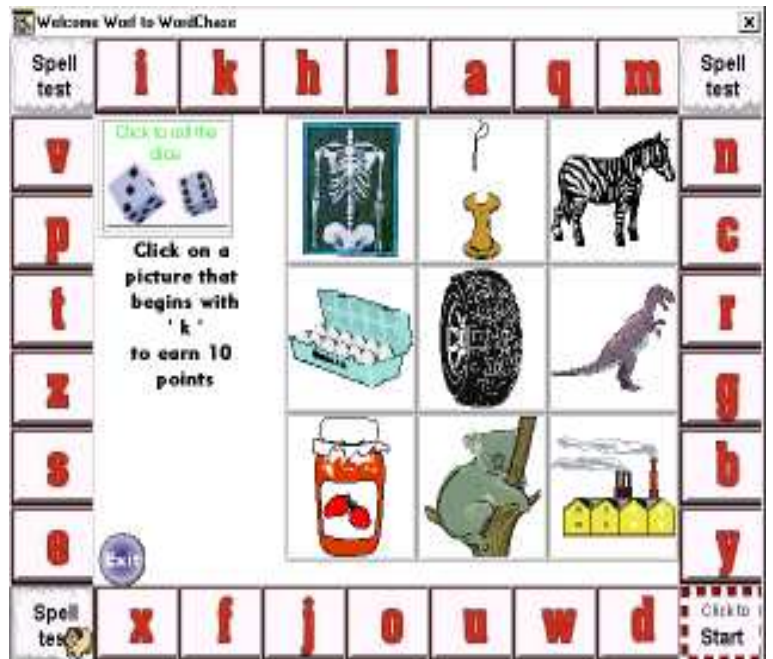 Welcome Worl to WordChase
Spell
test
i k h l a q m
Spell
test
v
p
t
z
s
e
Click to roll the
dice
Click on a
picture that
begins with
' k '
to earn 10
points
Exit
n
c
r
g
b
y
Spell
test
x f j o u w d
Click to
Start